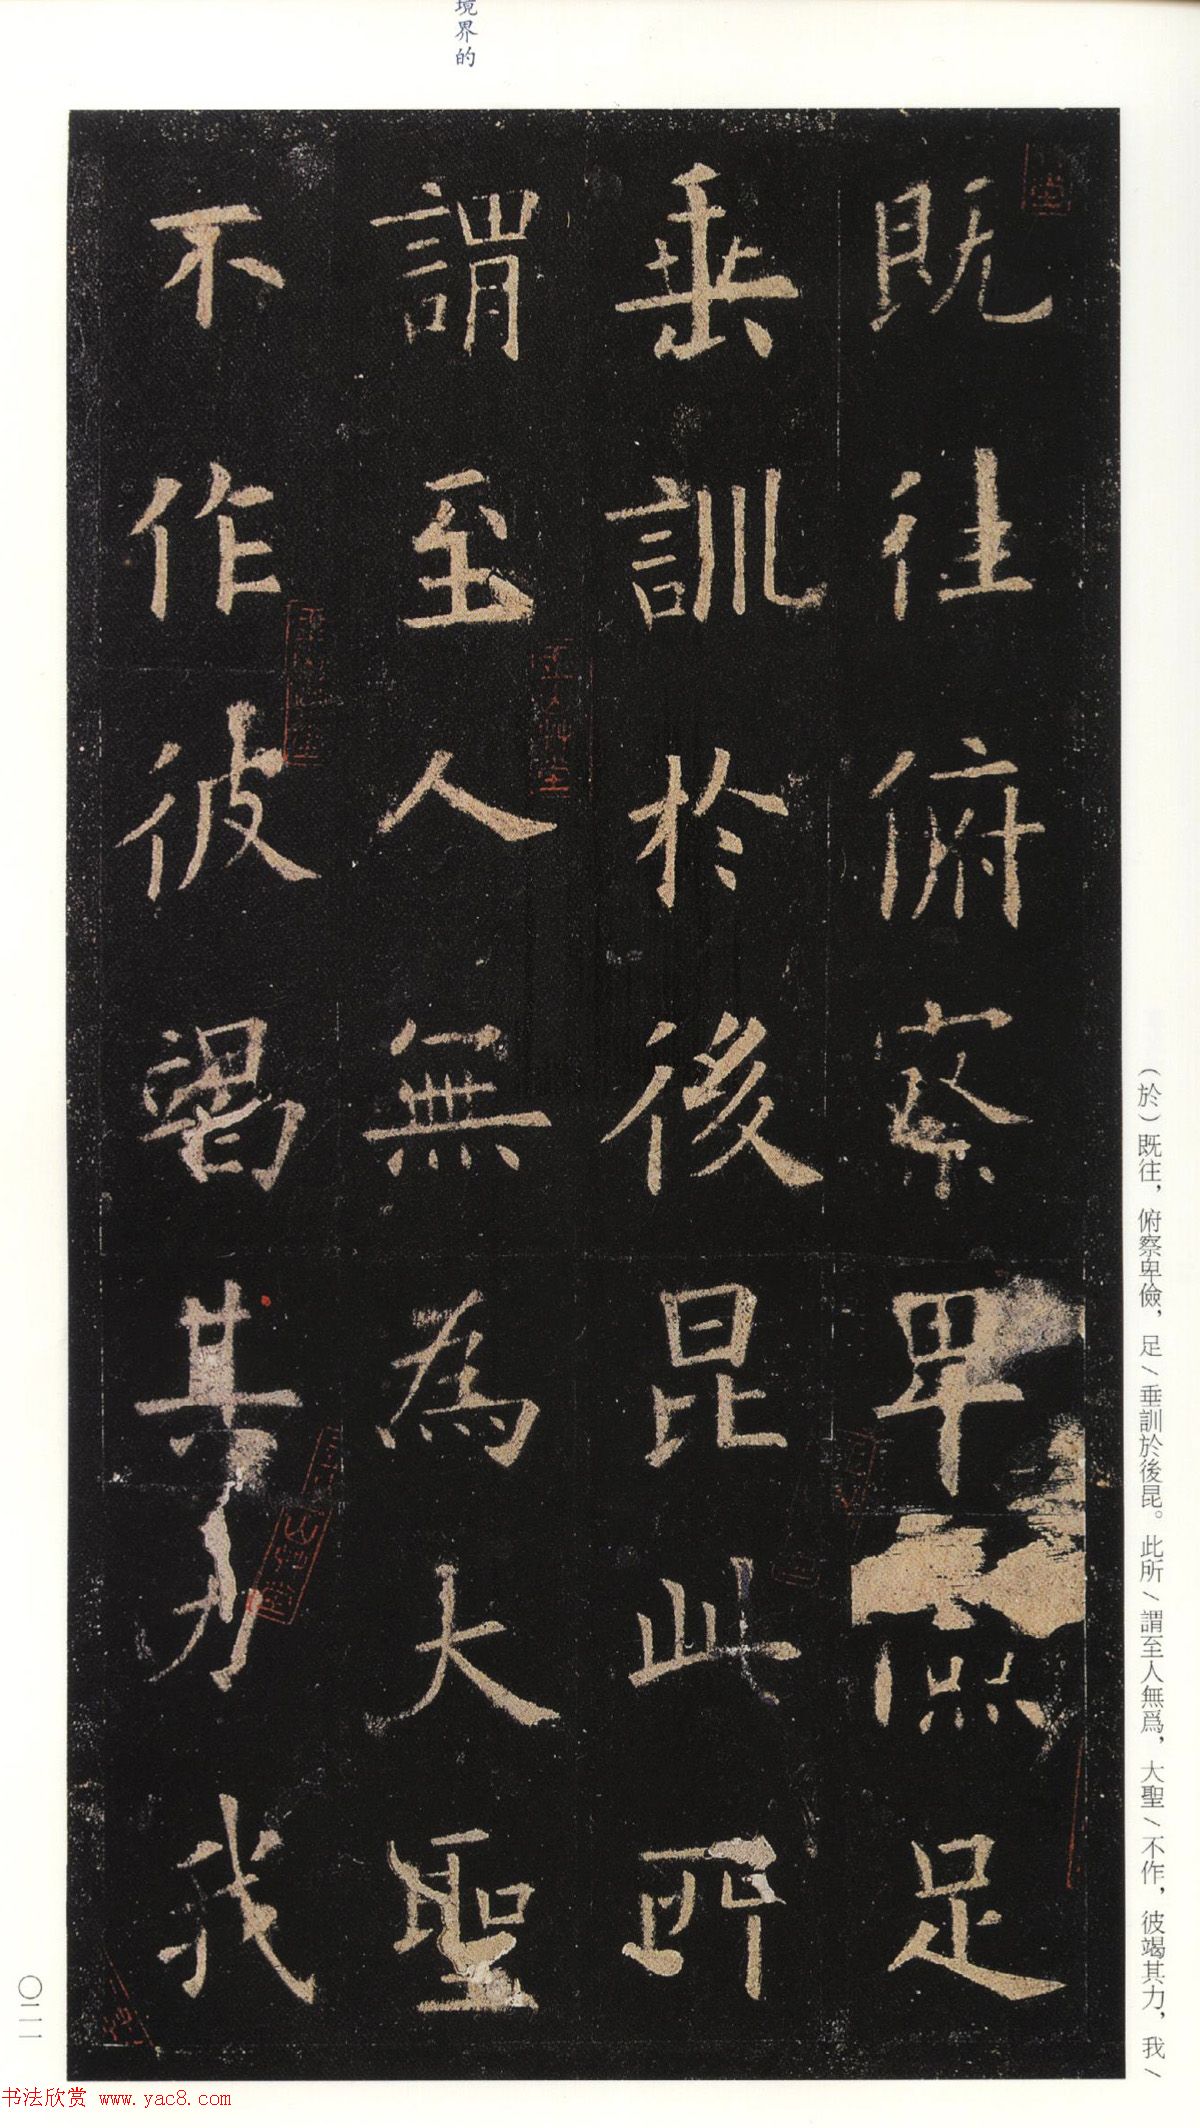 境界的
既往俯察卑儉足
垂訓於後昆此所
謂至人無為大聖
不作彼竭其力我
（於）既往，俯察卑儉，足/垂訓於後昆。此所/謂至人無爲，大聖/不作，彼竭其力，我/
〇二一
书法欣赏 www.yac8.com